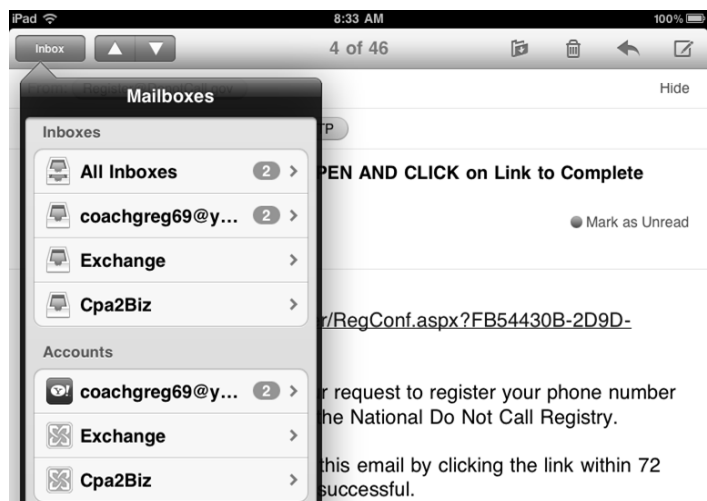 iPad 8:33 AM 100%
Inbox 4 of 46
Hide
Mailboxes
Inboxes
TP
All Inboxes 2
PEN AND CLICK on Link to Complete
coachgreg69@y... 2
Mark as Unread
Exchange
Cpa2Biz
r/RegConf.aspx?FB54430B-2D9D-
Accounts
coachgreg69@y... 2
r request to register your phone number
Exchange
the National Do Not Call Registry.
Cpa2Biz
this email by clicking the link within 72
successful.